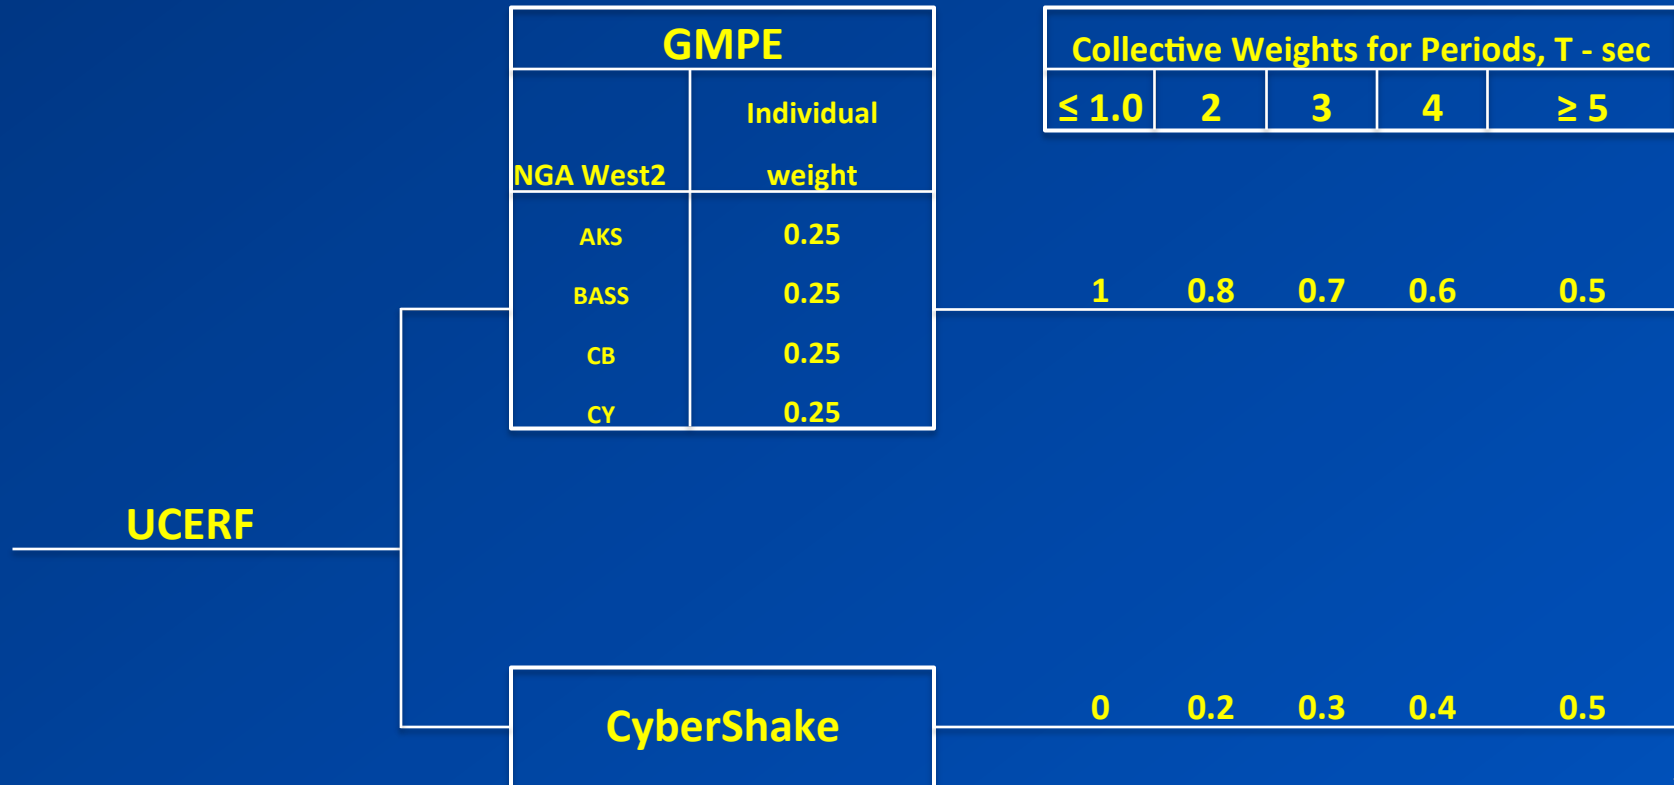 GMPE
Individual
NGA West2 weight
AKS 0.25
BASS 0.25
CB 0.25
CY 0.25
Collective Weights for Periods, T - sec
≤ 1.0 2 3 4 ≥ 5
1 0.8 0.7 0.6 0.5
UCERF
CyberShake
0 0.2 0.3 0.4 0.5